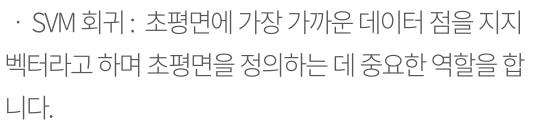 · SVM 회귀 : 초평면에 가장 가까운 데이터 점을 지지
벡터라고 하며 초평면을 정의하는 데 중요한 역할을 합
니다.